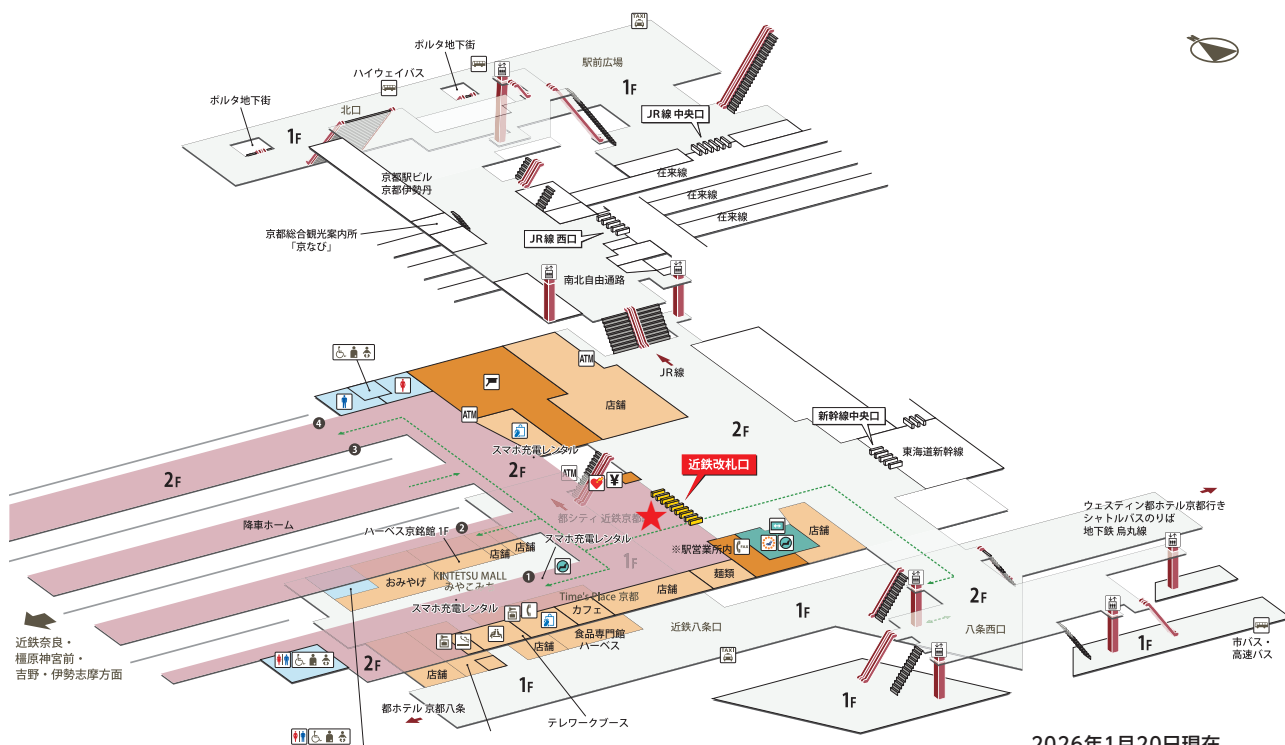 TAXI
ポルタ地下街
駅前広場
ハイウェイバス
1F
ポルタ地下街
北口
1F
JR線 中央口
在来線
京都駅ビル
京都伊勢丹
在来線
在来線
京都総合観光案内所
「京なび」
JR線 西口
南北自由通路
ATM
JR線
店舗
ATM
新幹線中央口
2F
4
スマホ充電レンタル
東海道新幹線
3
2F
近鉄改札口
2F
ATM
¥
ウェスティン都ホテル京都行き
シャトルバスのりば
地下鉄 烏丸線
都シティ 近鉄京都
降車ホーム
ハーベス京銘館 1F
2
店舗
スマホ充電レンタル
※駅営業所内
FAX
店舗
店舗
1F
おみやげ
KINTETSU MALL
みやこみち
1
麺類
店舗
Time's Place 京都
カフェ
スマホ充電レンタル
2F
1F
近鉄八条口
八条西口
近鉄奈良・
橿原神宮前・
吉野・伊勢志摩方面
食品専門館
ハーベス
店舗
市バス・
高速バス
1F
TAXI
2F
店舗
1F
1F
都ホテル 京都八条
テレワークブース
2026年1月20日現在